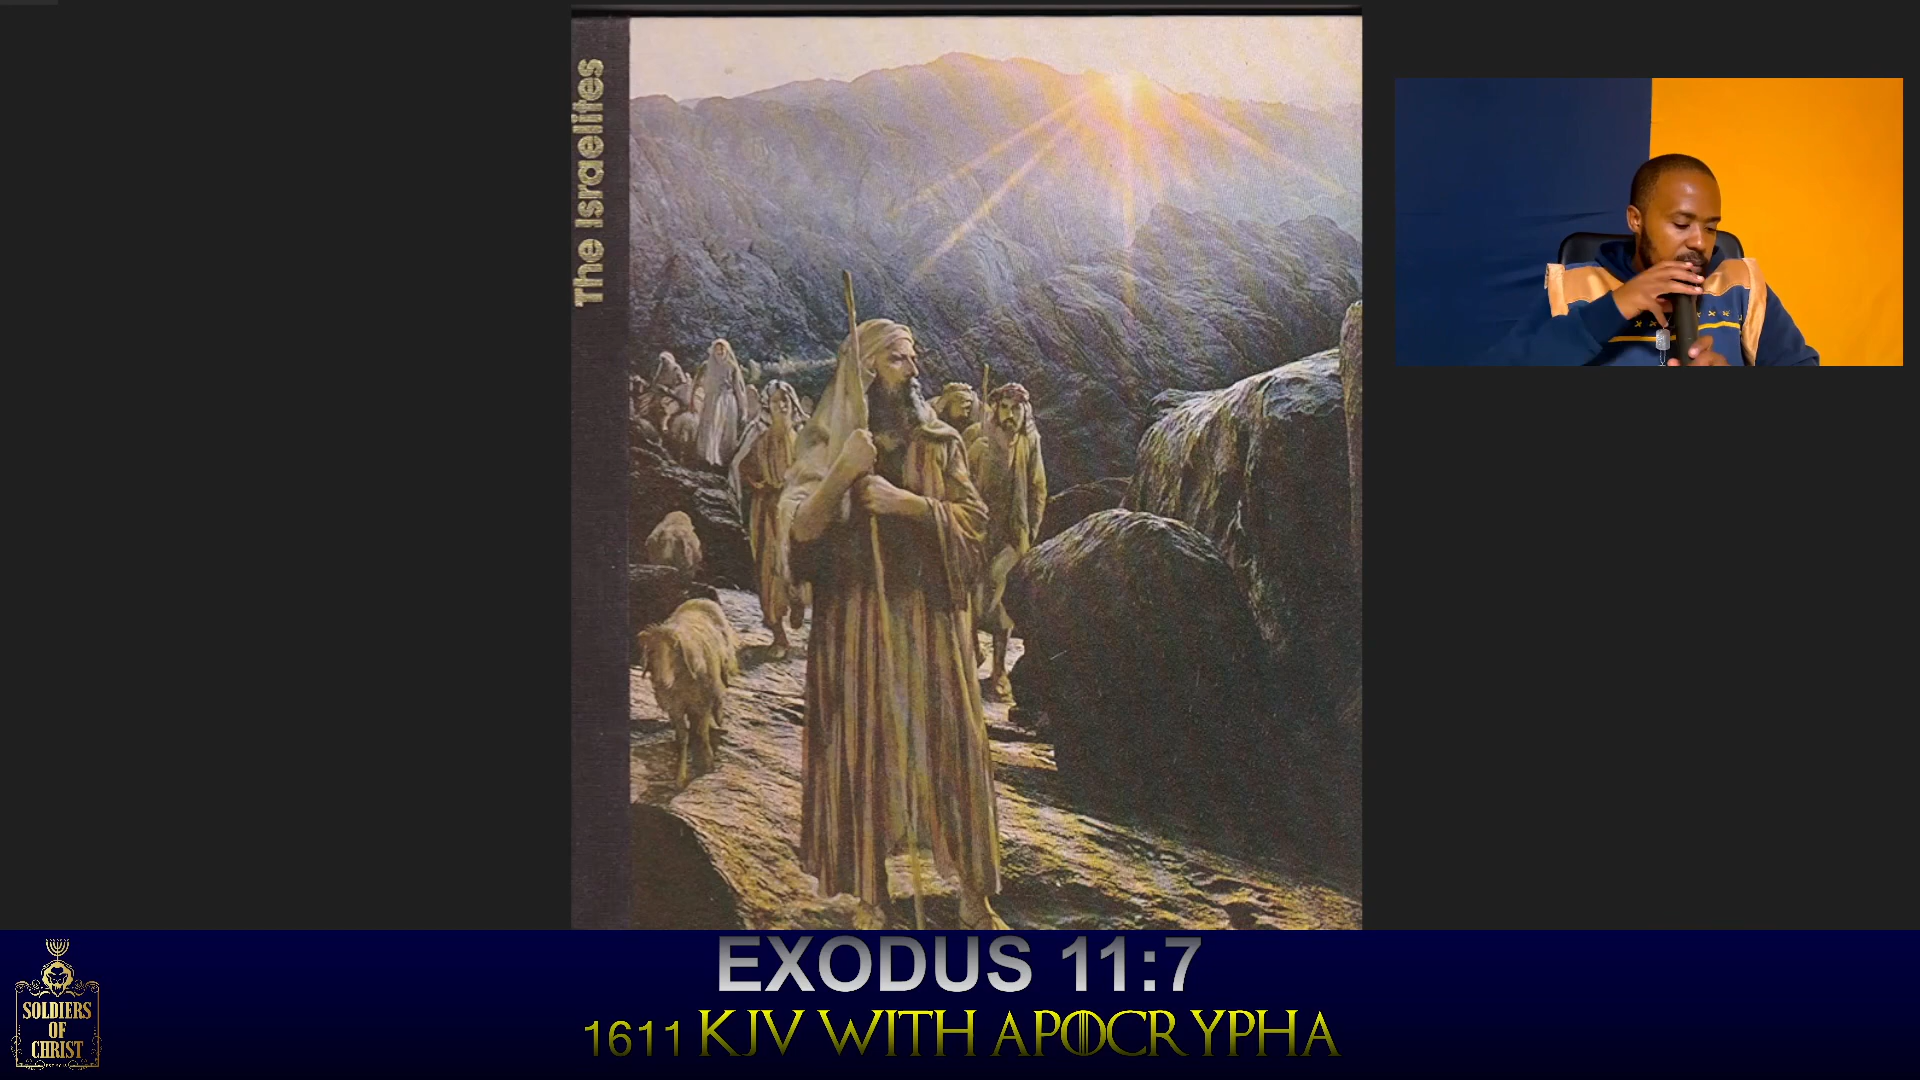 The Israelites
EXODUS 11:7
1611 KJV WITH APOCRYPHA
SOLDIERS
OF
CHRIST